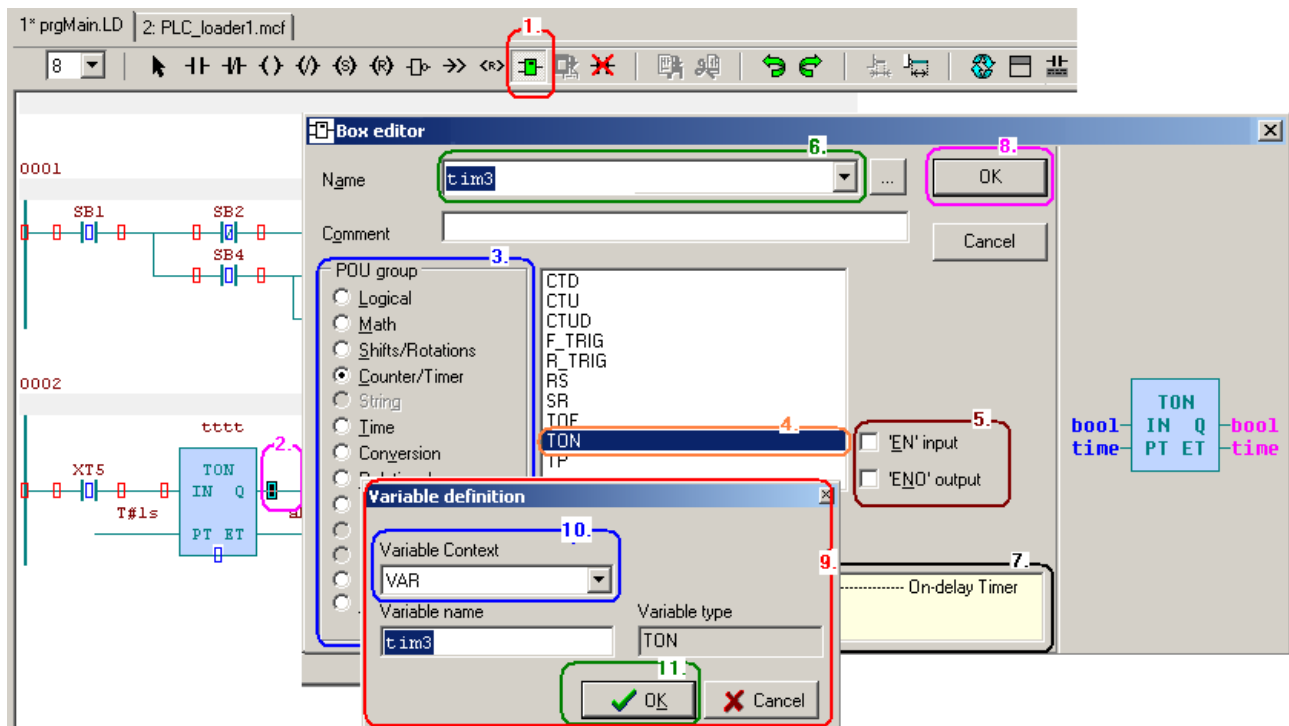 1* prgMain.LD 2: PLC_loader1.mcf
1.
8 (S) (R) <R>
Box editor
6. 8.
Name tim3 ... OK
Comment Cancel
0001
SB1 SB2
SB4
3.
POU group
Logical
Math
Shifts/Rotations
Counter/Timer
String
Time
Conversion
CTD
CTU
CTUD
F_TRIG
R_TRIG
RS
SR
TOF
TON
TP
4.
5.
'EN' input
'ENO' output
TON
bool IN Q bool
time PT ET time
0002
tttt
2.
XT5 TON
IN Q
T#1s
PT ET
Variable definition
9.
10.
Variable Context
VAR
Variable name Variable type
tim3 TON
11.
OK Cancel
7.
------------- On-delay Timer